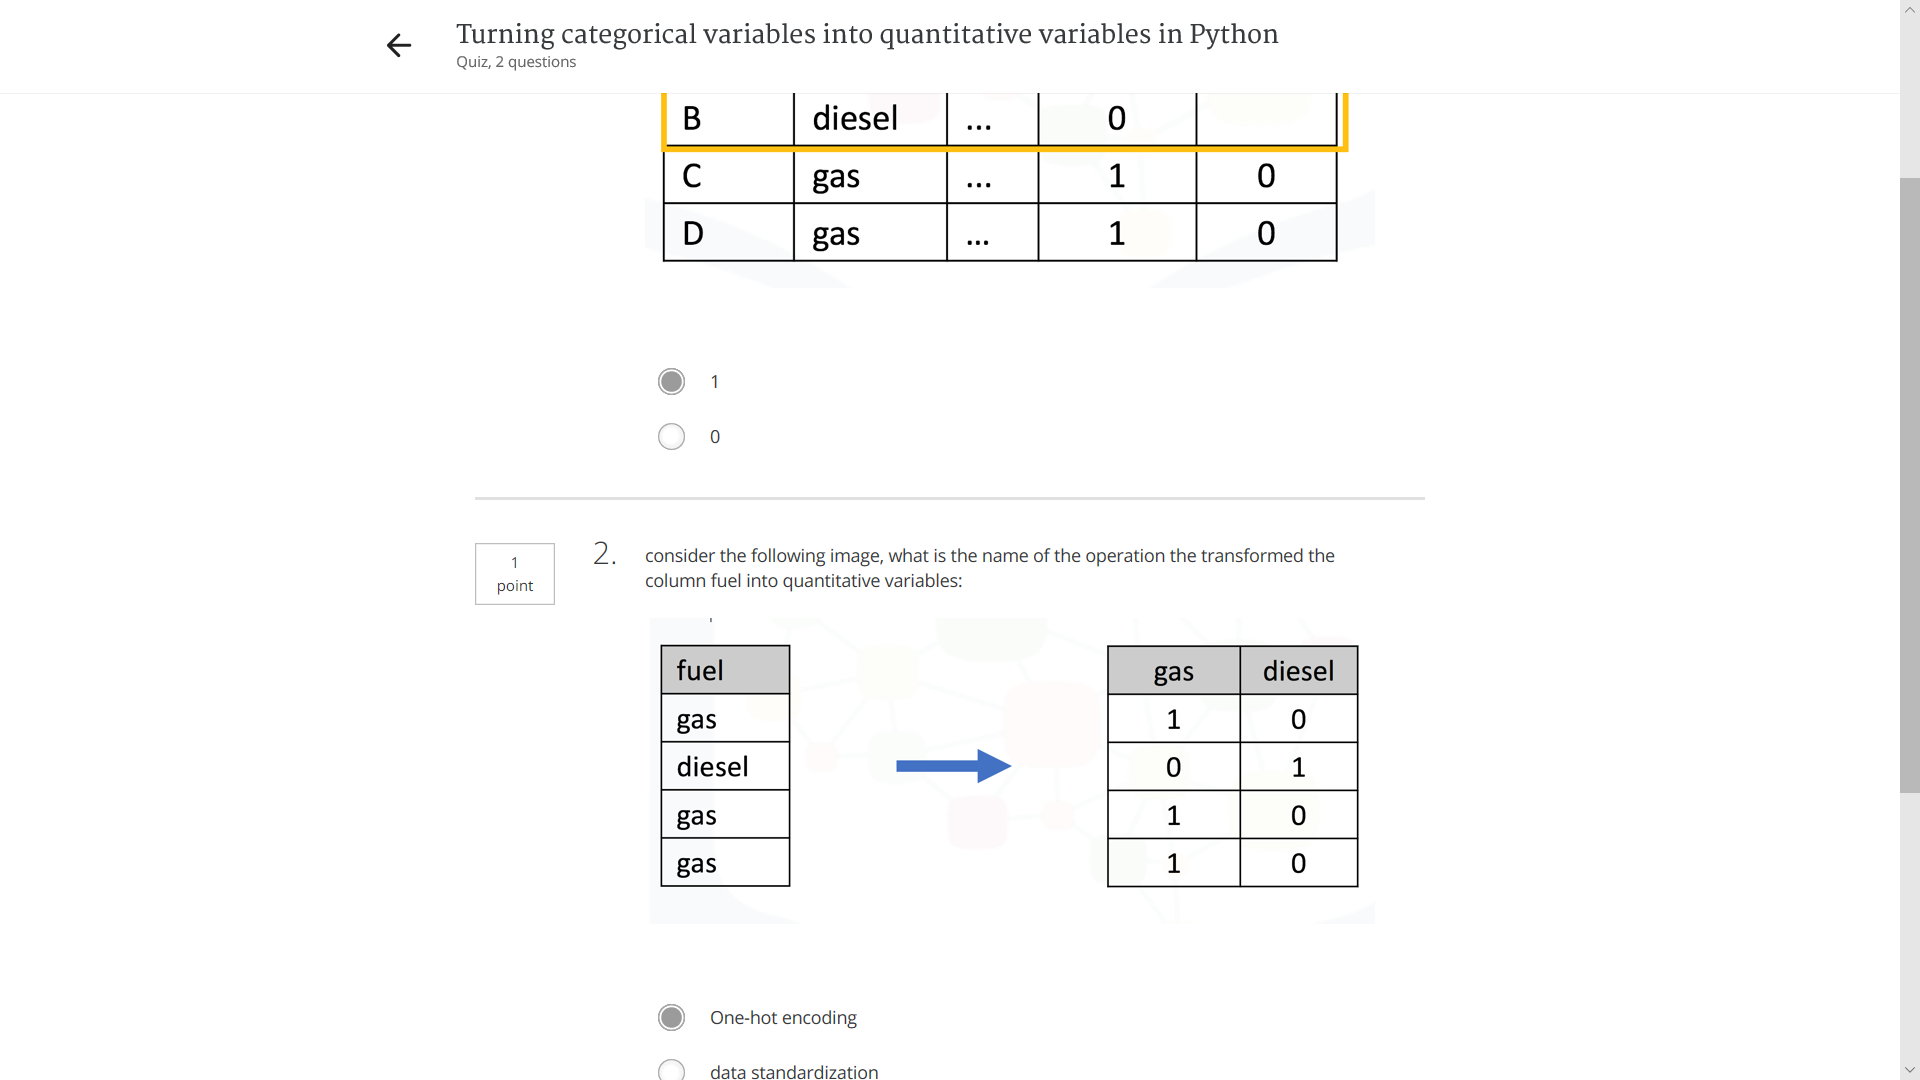 Turning categorical variables into quantitative variables in Python
Quiz, 2 questions
B diesel ... 0
C gas ... 1 0
D gas ... 1 0
1
0
1
point
2. consider the following image, what is the name of the operation the transformed the
column fuel into quantitative variables:
fuel
gas
diesel
gas
gas
gas diesel
1 0
0 1
1 0
1 0
One-hot encoding
data standardization